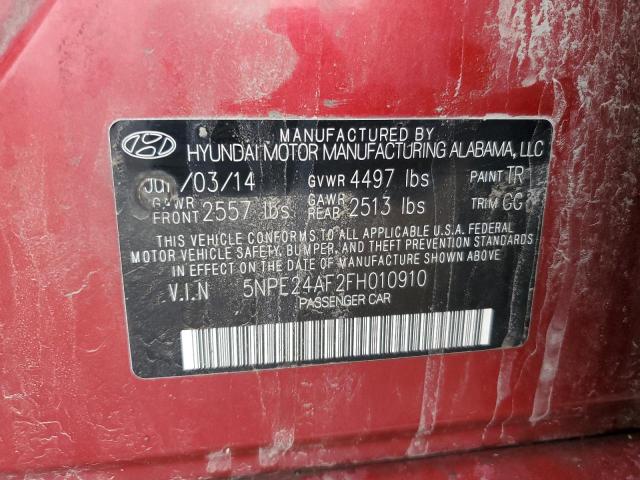 MANUFACTURED BY
HYUNDAI MOTOR MANUFACTURING ALABAMA, LLC
/03/14 GVWR 4497 lbs PAINT TR
GAWR FRONT 2557 lbs GAWR REAR 2513 lbs TRIM GG
THIS VEHICLE CONFORMS TO ALL APPLICABLE U.S.A. FEDERAL
MOTOR VEHICLE SAFETY, BUMPER, AND THEFT PREVENTION STANDARDS
IN EFFECT ON THE DATE OF MANUFACTURE SHOWN ABOVE.
V.I.N 5NPE24AF2FH010910
PASSENGER CAR